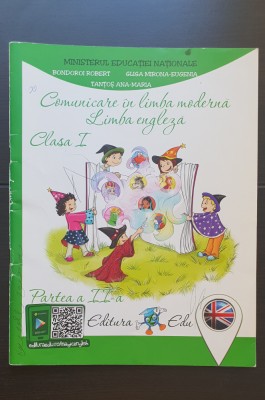 MINISTERUL EDUCAȚIEI NAȚIONALE
BONDOROI ROBERT SUSA MIRONA-EUGENIA
TANTOȘ ANA-MARIA
Comunicare în limba modernă
Limba engleză
Clasa I
Partea a II-a
Editura Edu